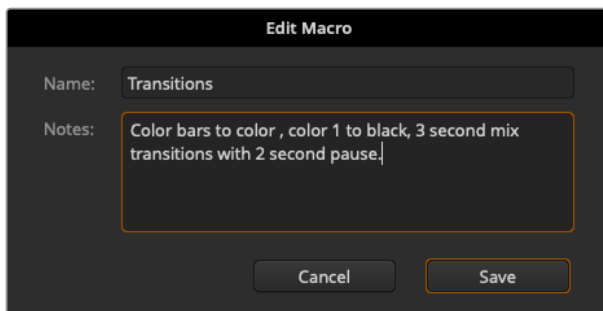 Edit Macro
Name: Transitions
Notes: Color bars to color , color 1 to black, 3 second mix
transitions with 2 second pause.
Cancel Save